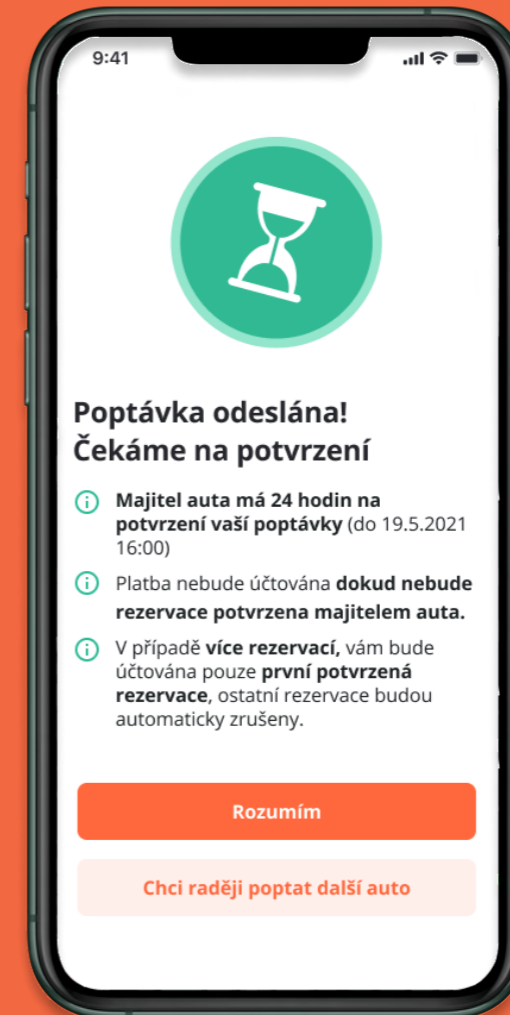 9:41
Poptávka odeslána!
Čekáme na potvrzení
Majitel auta má 24 hodin na
potvrzení vaší poptávky (do 19.5.2021
16:00)
Platba nebude účtována dokud nebude
rezervace potvrzena majitelem auta.
V případě více rezervací, vám bude
účtována pouze první potvrzená
rezervace, ostatní rezervace budou
automaticky zrušeny.
Rozumím
Chci raději poptat další auto